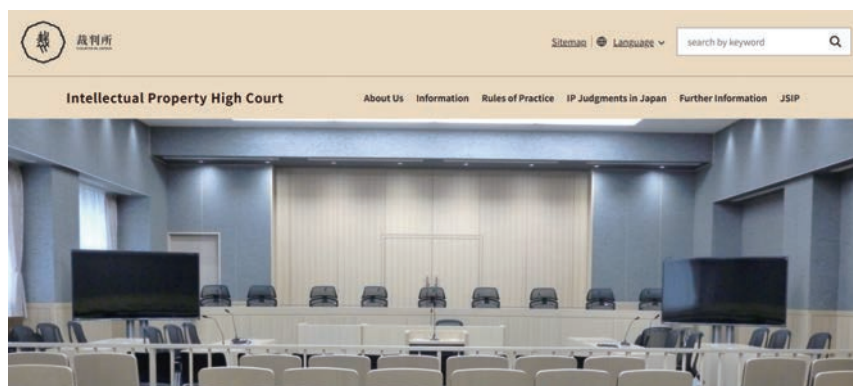 裁判所
Sitemap Language
search by keyword
Intellectual Property High Court
About Us Information Rules of Practice IP Judgments in Japan Further Information JSIP